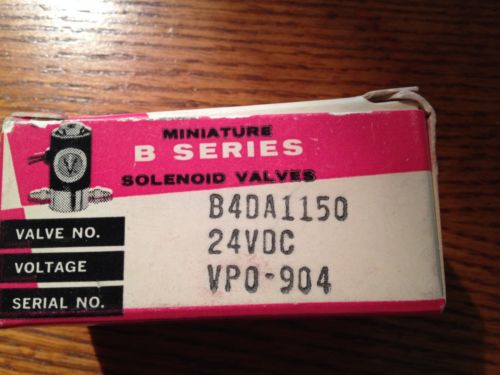 MINIATURE
B SERIES
SOLENOID VALVES
VALVE NO. B4DA1150
VOLTAGE 24VDC
SERIAL NO. VPO-904
V